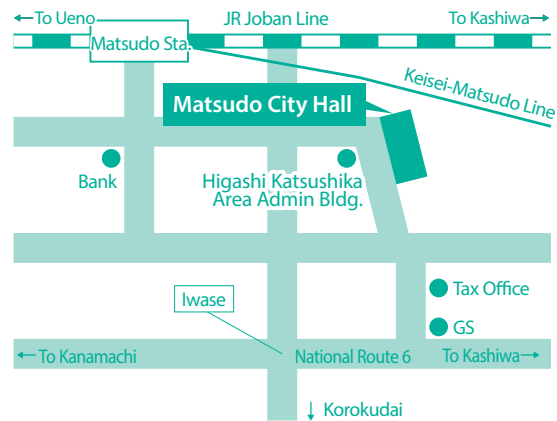 ←To Ueno
JR Joban Line
To Kashiwa→
Matsudo Sta.
Keisei-Matsudo Line
Matsudo City Hall
Bank
Higashi Katsushika
Area Admin Bldg.
Tax Office
Iwase
GS
←To Kanamachi
National Route 6
To Kashiwa→
↓ Korokudai